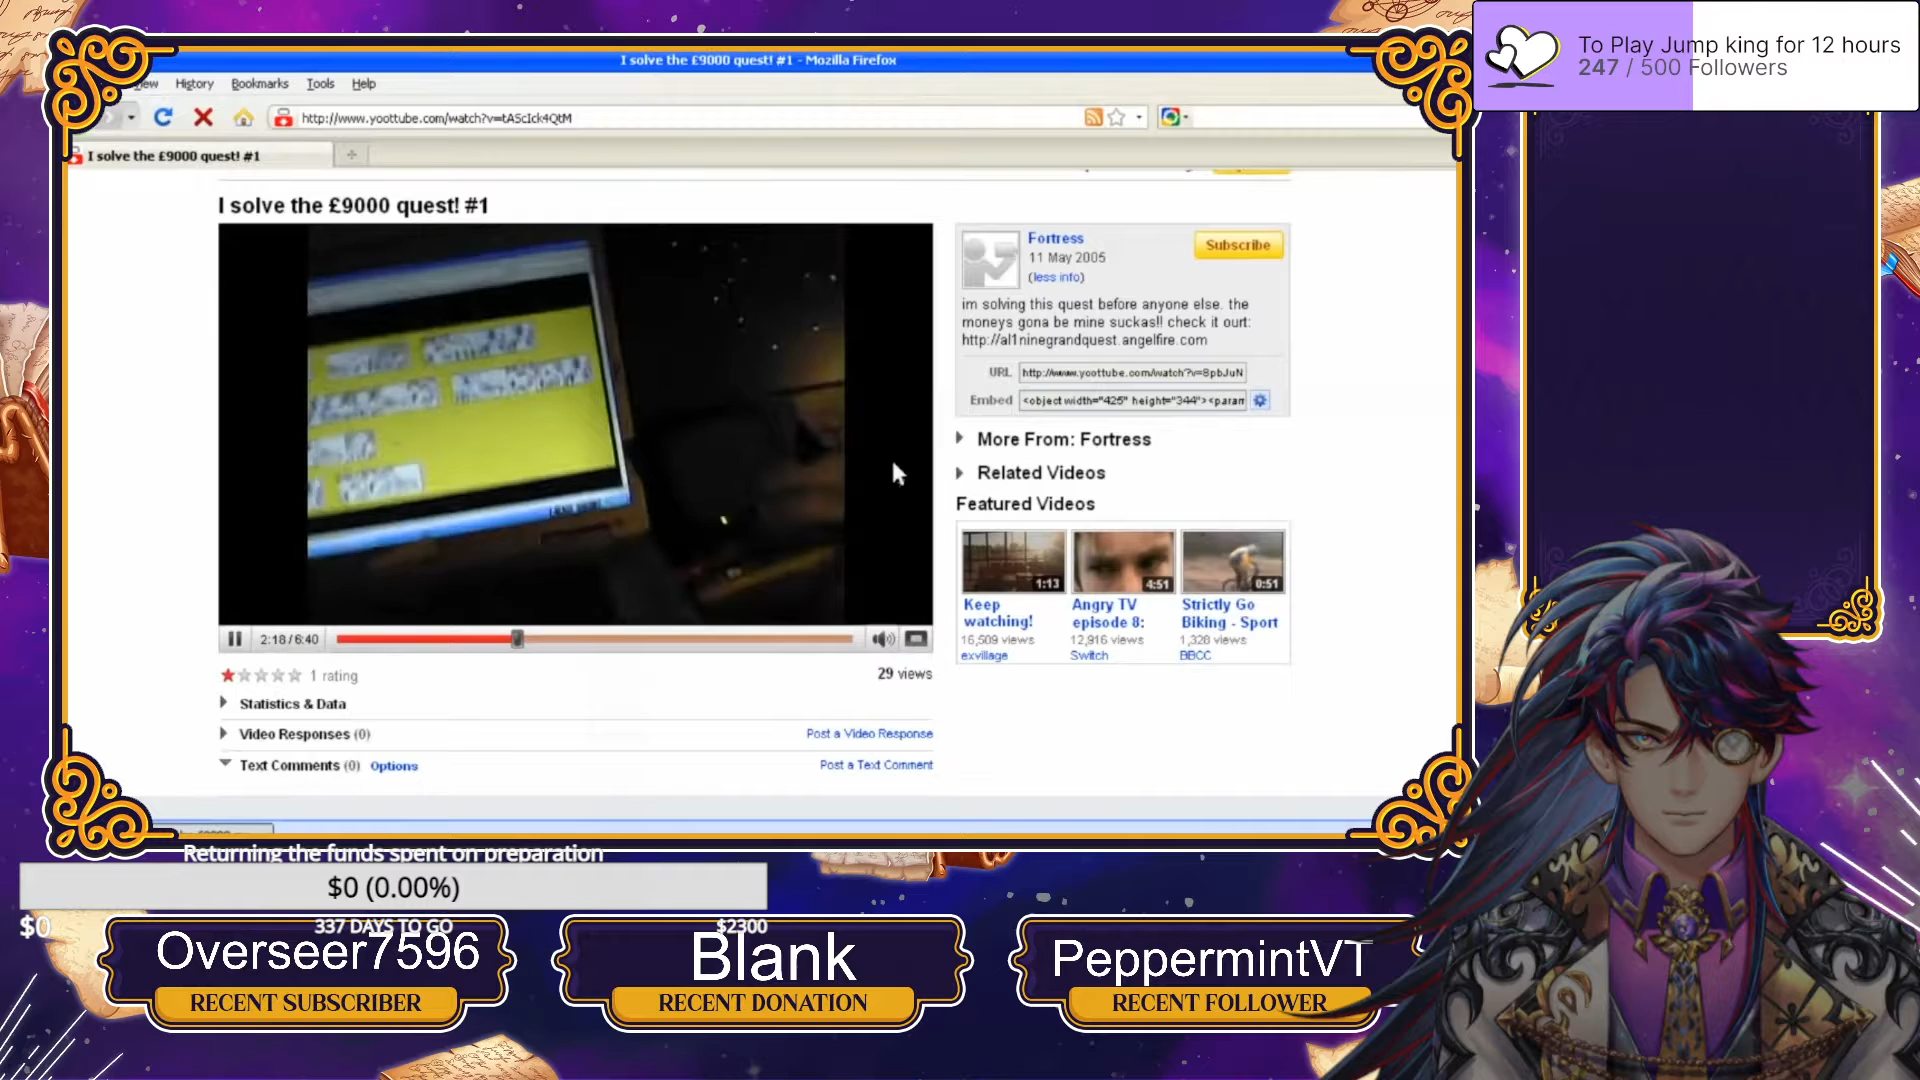 To Play Jump king for 12 hours
247 / 500 Followers
I solve the £9000 quest! #1 - Mozilla Firefox
History Bookmarks Tools Help
http://www.yoottube.com/watch?v=tAScIck4QtM
I solve the £9000 quest! #1
I solve the £9000 quest! #1
Fortress
11 May 2005
(less info)
Subscribe
im solving this quest before anyone else. the
moneys gona be mine suckas!! check it ourt:
http://al1ninegrandquest.angelfire.com
URL http://www.yoottube.com/watch?v=8pbJuN
Embed <object width="425" height="344"><param
More From: Fortress
Related Videos
Featured Videos
1:13 4:51 0:51
Keep watching!
16,509 views
exvillage
Angry TV episode 8:
12,916 views
Switch
Strictly Go Biking - Sport
1,328 views
BBCC
2:18 / 6:40
1 rating
29 views
Statistics & Data
Video Responses (0)
Post a Video Response
Text Comments (0) Options
Post a Text Comment
Returning the funds spent on preparation
$0 (0.00%)
$0
337 DAYS TO GO
$2300
Overseer7596
RECENT SUBSCRIBER
Blank
RECENT DONATION
PeppermintVT
RECENT FOLLOWER